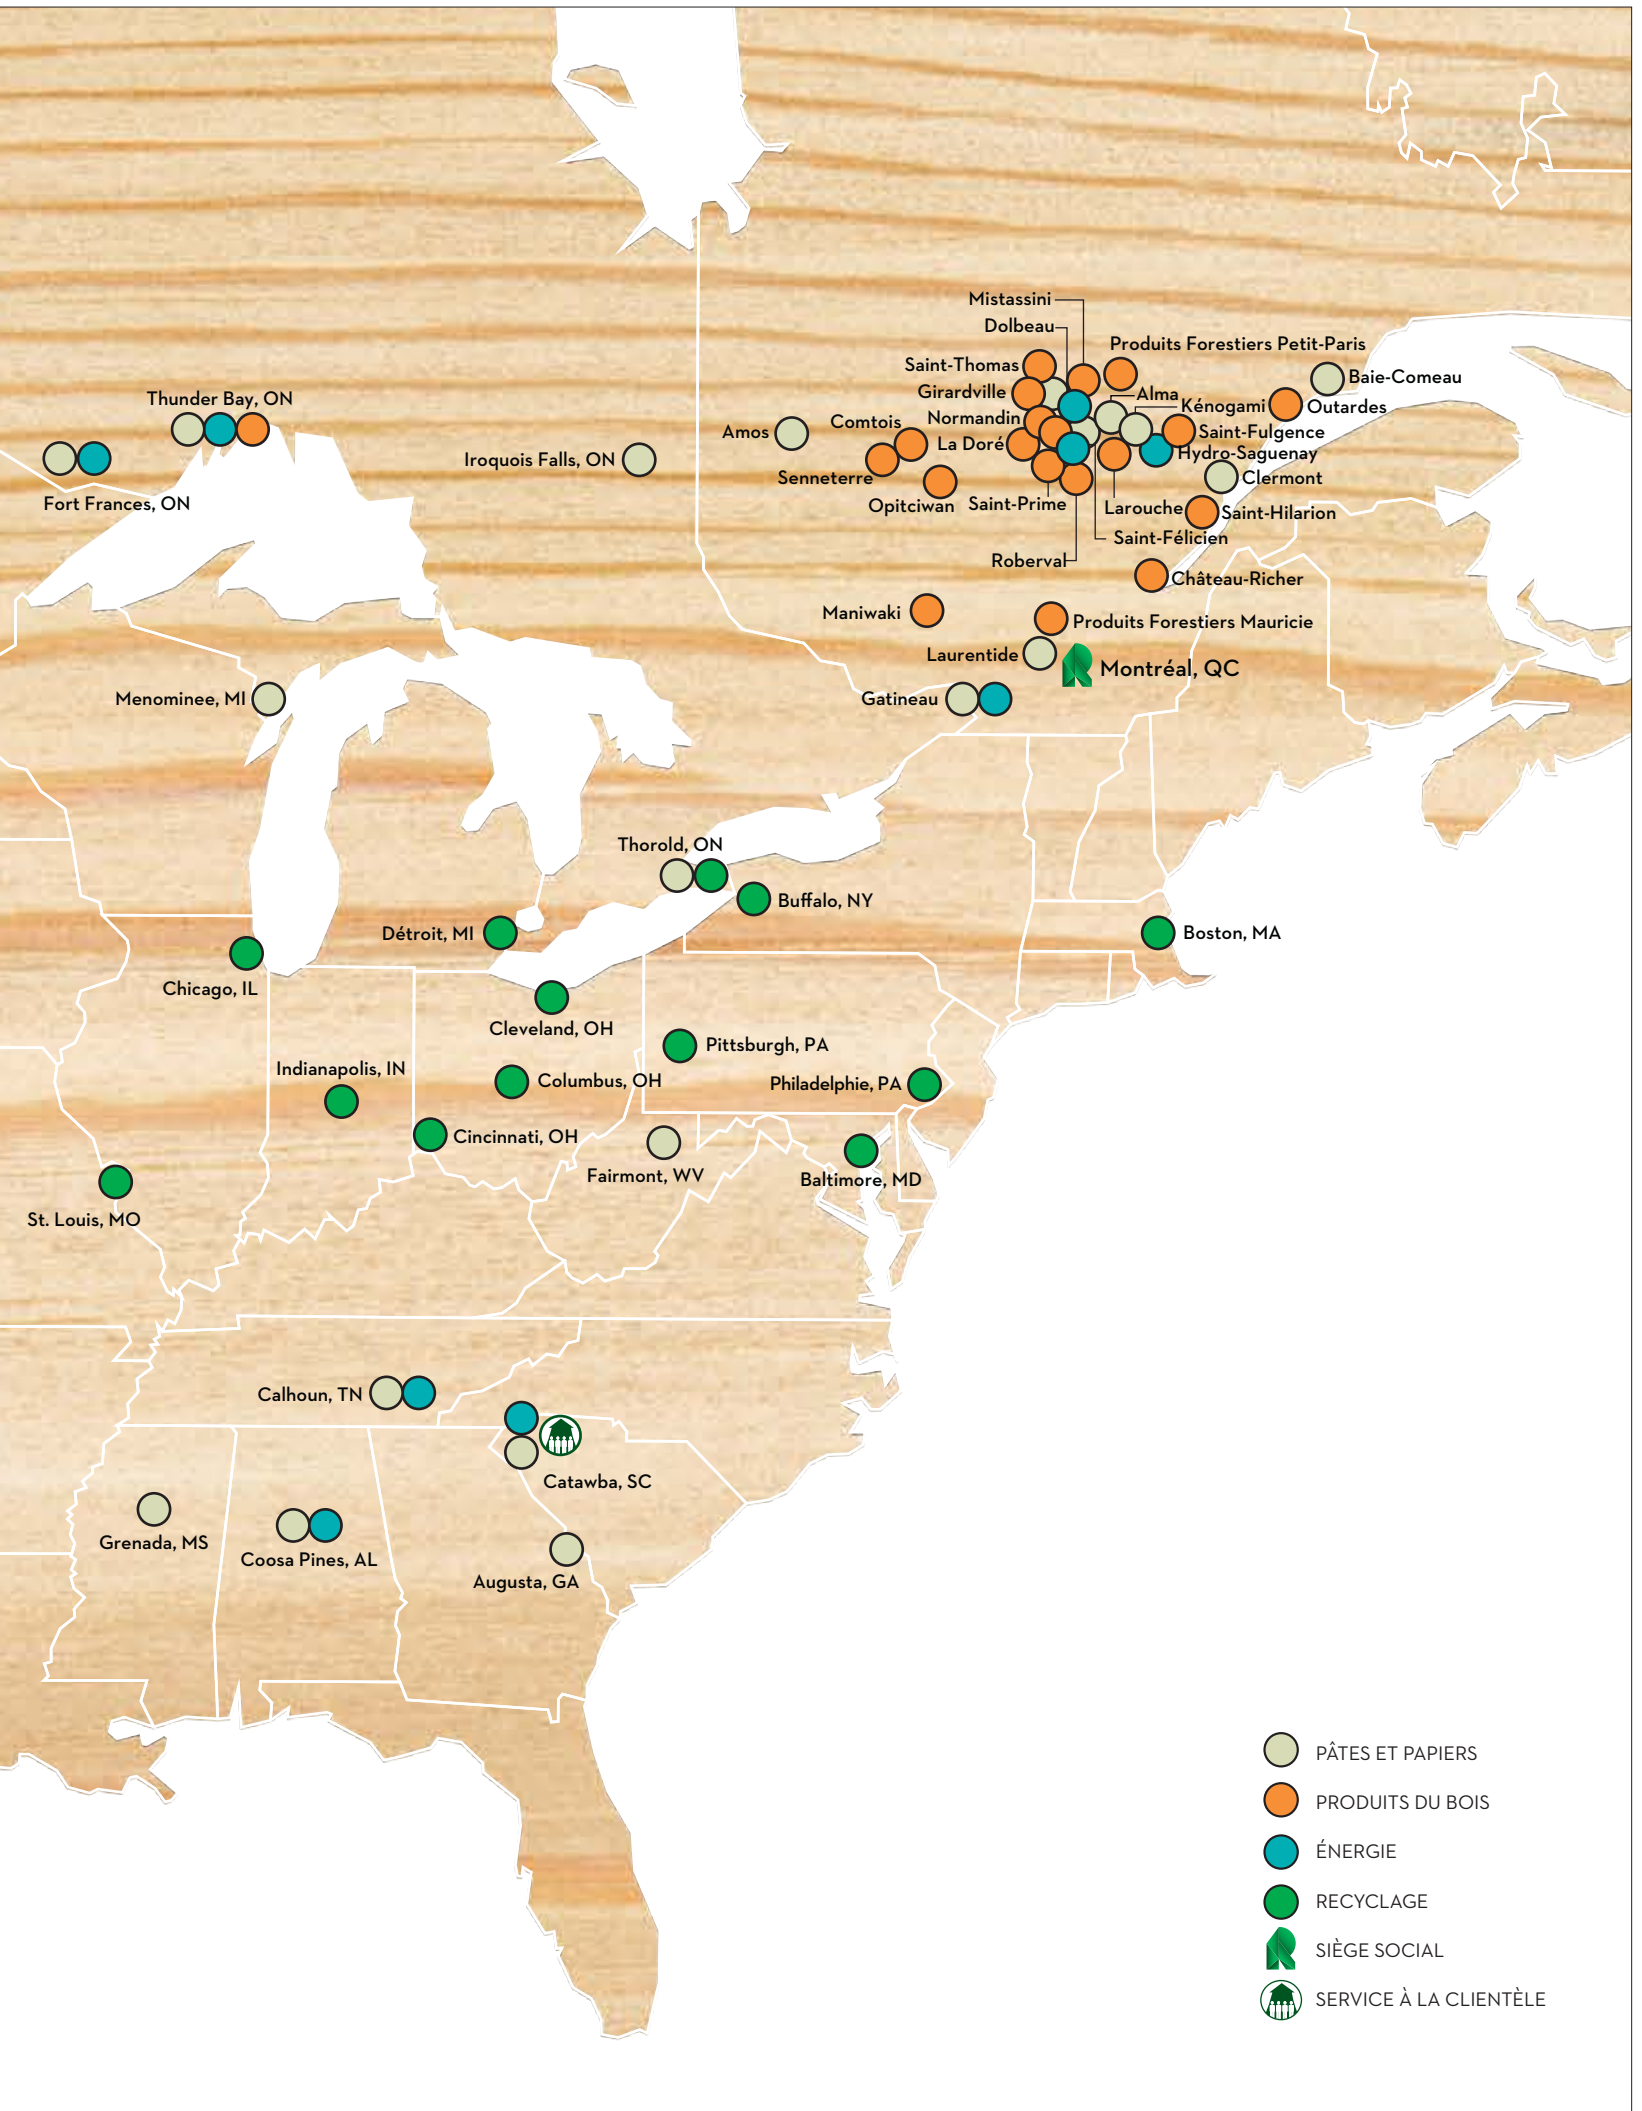 Mistassini
Dolbeau
Produits Forestiers Petit-Paris
Saint-Thomas
Baie-Comeau
Girardville
Alma
Thunder Bay, ON
Kénogami
Outardes
Normandin
Comtois
Amos
Saint-Fulgence
La Doré
Hydro-Saguenay
Iroquois Falls, ON
Senneterre
Clermont
Fort Frances, ON
Opitciwan
Saint-Prime
Larouche
Saint-Hilarion
Saint-Félicien
Roberval
Château-Richer
Maniwaki
Produits Forestiers Mauricie
Laurentide
Montréal, QC
Menominee, MI
Gatineau
Thorold, ON
Buffalo, NY
Détroit, MI
Boston, MA
Chicago, IL
Cleveland, OH
Pittsburgh, PA
Indianapolis, IN
Columbus, OH
Philadelphie, PA
Cincinnati, OH
Fairmont, WV
Baltimore, MD
St. Louis, MO
Calhoun, TN
Catawba, SC
Grenada, MS
Coosa Pines, AL
Augusta, GA
PÂTES ET PAPIERS
PRODUITS DU BOIS
ÉNERGIE
RECYCLAGE
SIÈGE SOCIAL
SERVICE À LA CLIENTÈLE